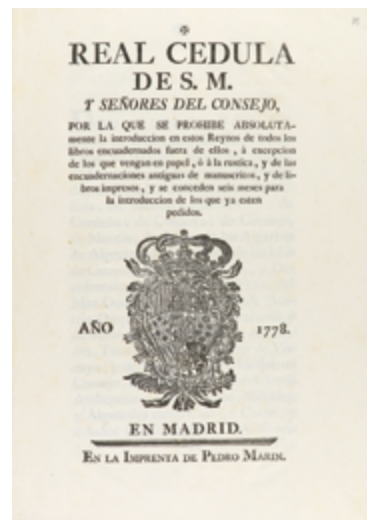 REAL CEDULA
DE S. M.
Y SEÑORES DEL CONSEJO,
POR LA QUE SE PROHIBE ABSOLUTA-
mente la introduccion en estos Reynos de todos los
libros encuadernados fuera de ellos, à excepcion
de los que vengan en papel, ó à la rustica, y de las
encuadernaciones antiguas de manuscritos, y de li-
bros impresos, y se conceden seis meses para
la introduccion de los que ya esten
pedidos.
AÑO 1778.
EN MADRID.
EN LA IMPRENTA DE PEDRO MARIN.